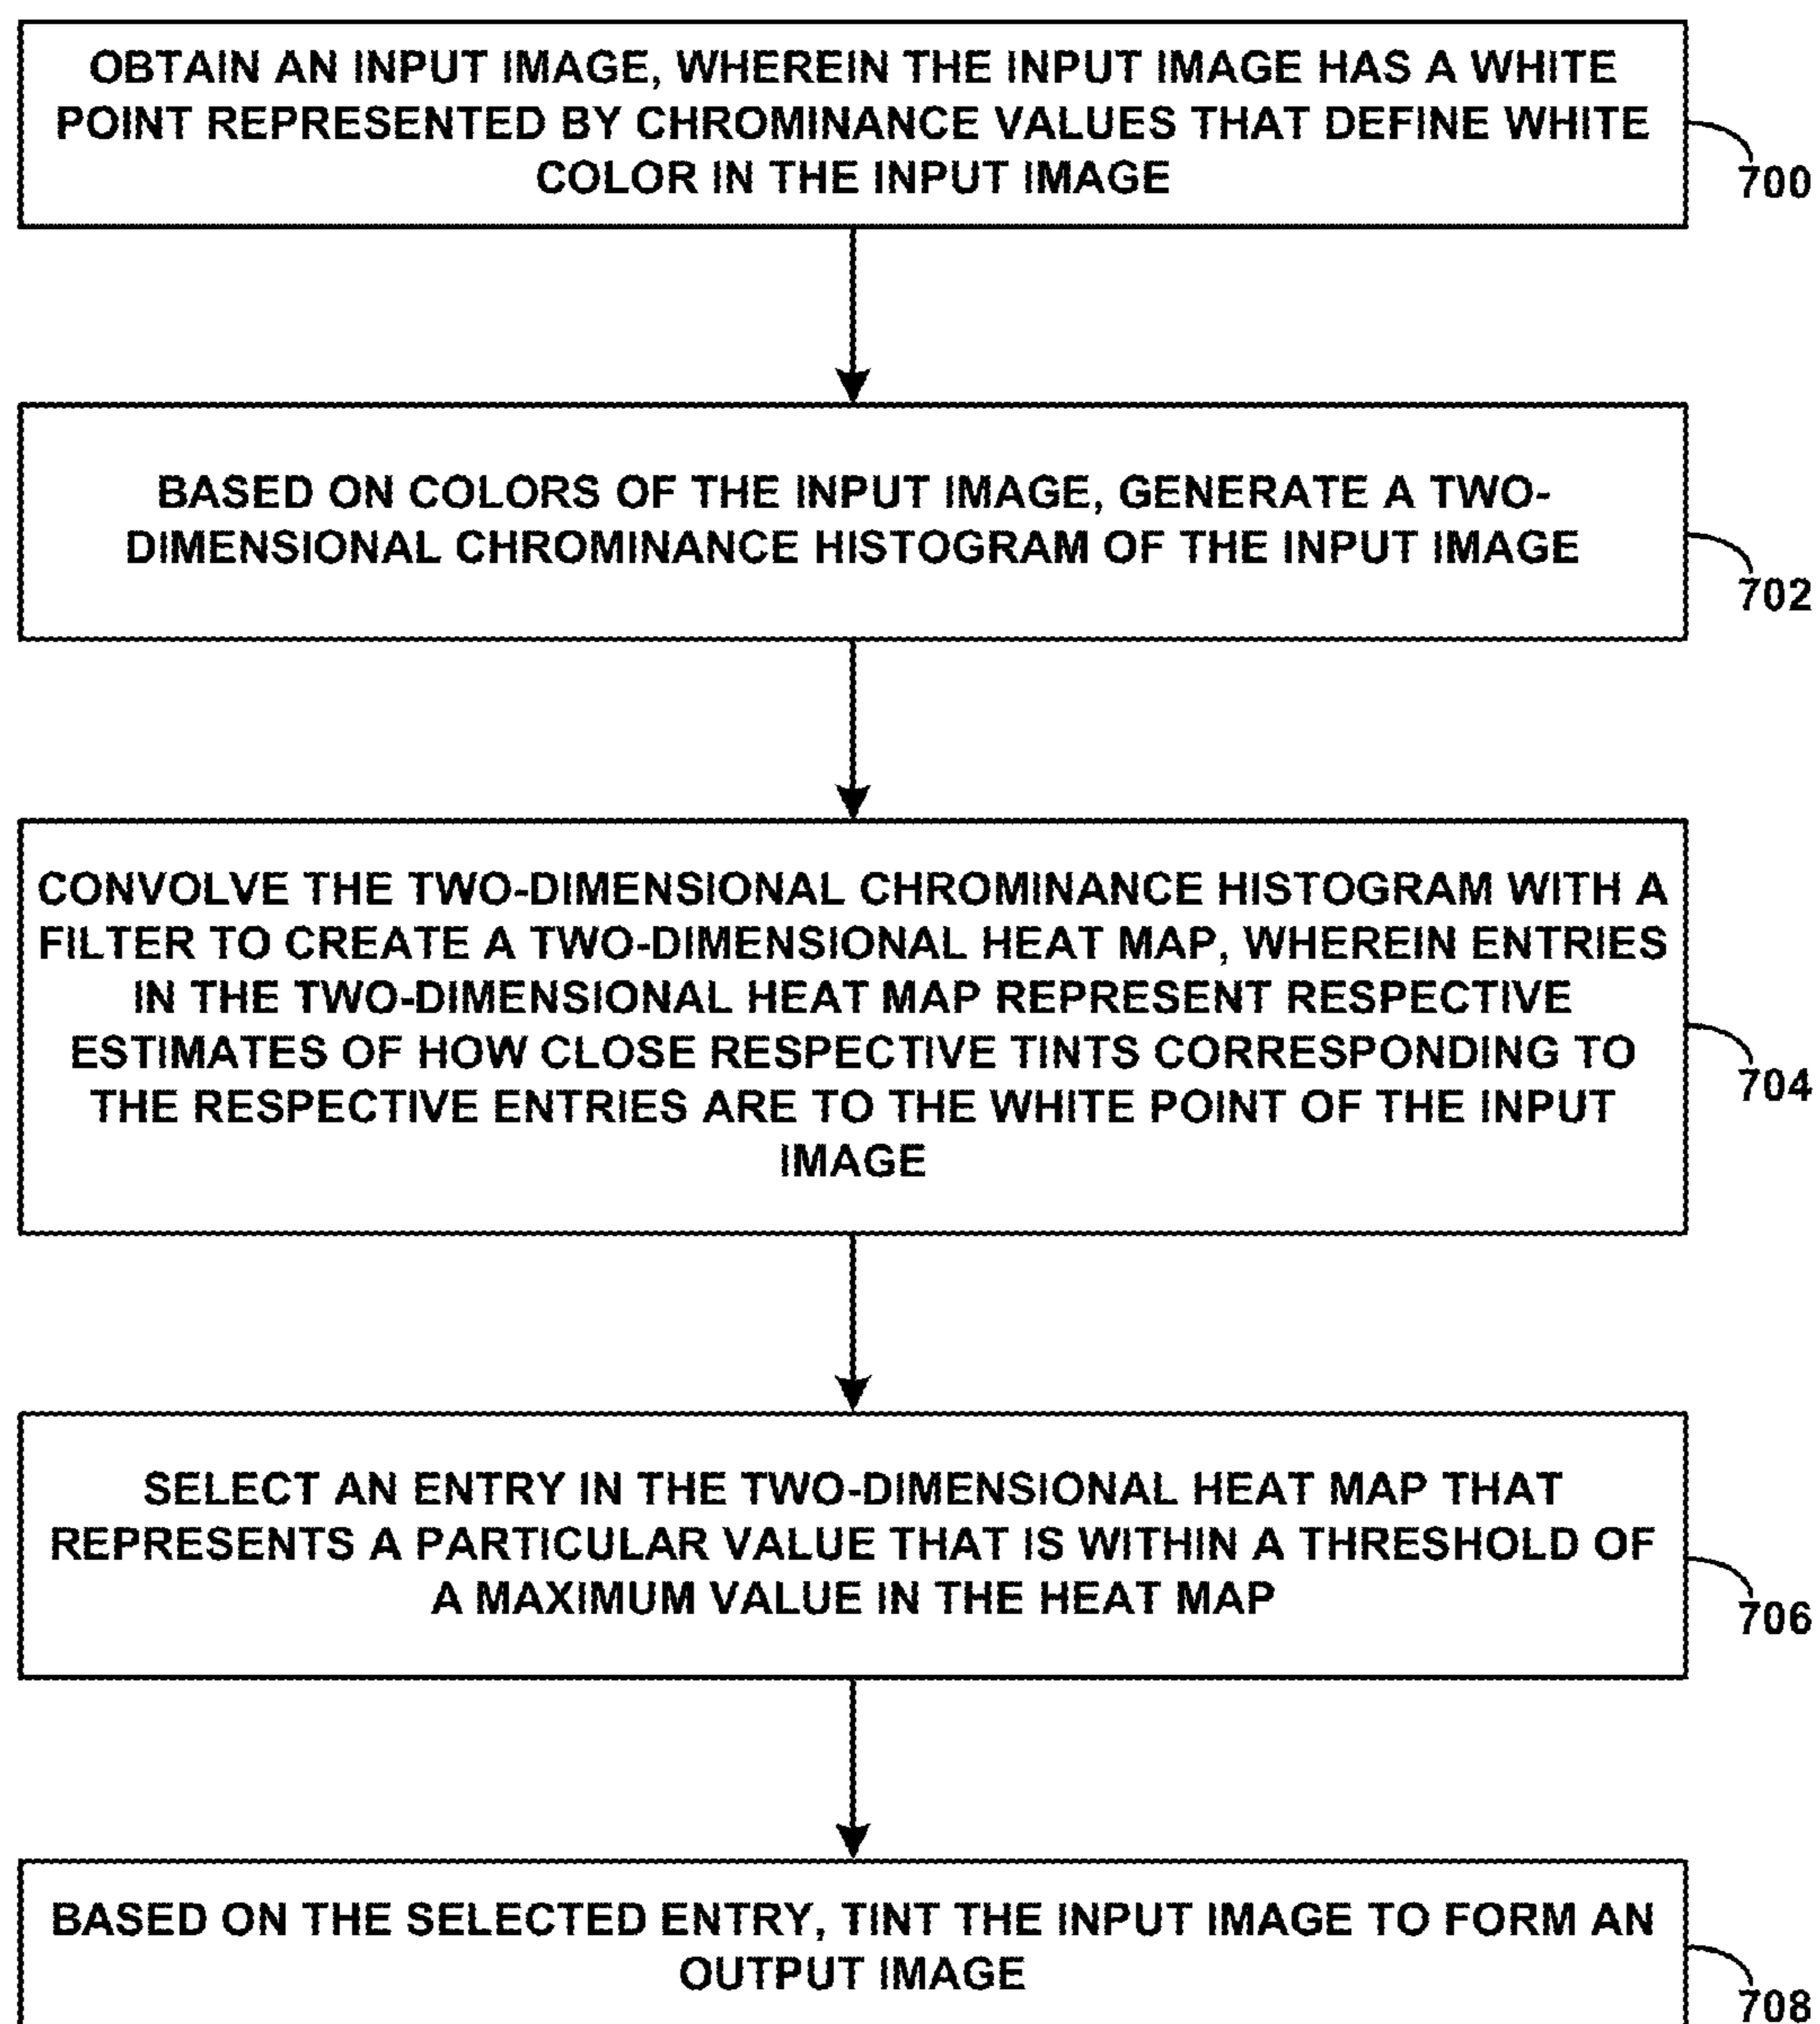 OBTAIN AN INPUT IMAGE, WHEREIN THE INPUT IMAGE HAS A WHITE
POINT REPRESENTED BY CHROMINANCE VALUES THAT DEFINE WHITE
COLOR IN THE INPUT IMAGE
700
BASED ON COLORS OF THE INPUT IMAGE, GENERATE A TWO-
DIMENSIONAL CHROMINANCE HISTOGRAM OF THE INPUT IMAGE
702
CONVOLVE THE TWO-DIMENSIONAL CHROMINANCE HISTOGRAM WITH A
FILTER TO CREATE A TWO-DIMENSIONAL HEAT MAP, WHEREIN ENTRIES
IN THE TWO-DIMENSIONAL HEAT MAP REPRESENT RESPECTIVE
ESTIMATES OF HOW CLOSE RESPECTIVE TINTS CORRESPONDING TO
THE RESPECTIVE ENTRIES ARE TO THE WHITE POINT OF THE INPUT
IMAGE
704
SELECT AN ENTRY IN THE TWO-DIMENSIONAL HEAT MAP THAT
REPRESENTS A PARTICULAR VALUE THAT IS WITHIN A THRESHOLD OF
A MAXIMUM VALUE IN THE HEAT MAP
706
BASED ON THE SELECTED ENTRY, TINT THE INPUT IMAGE TO FORM AN
OUTPUT IMAGE
708